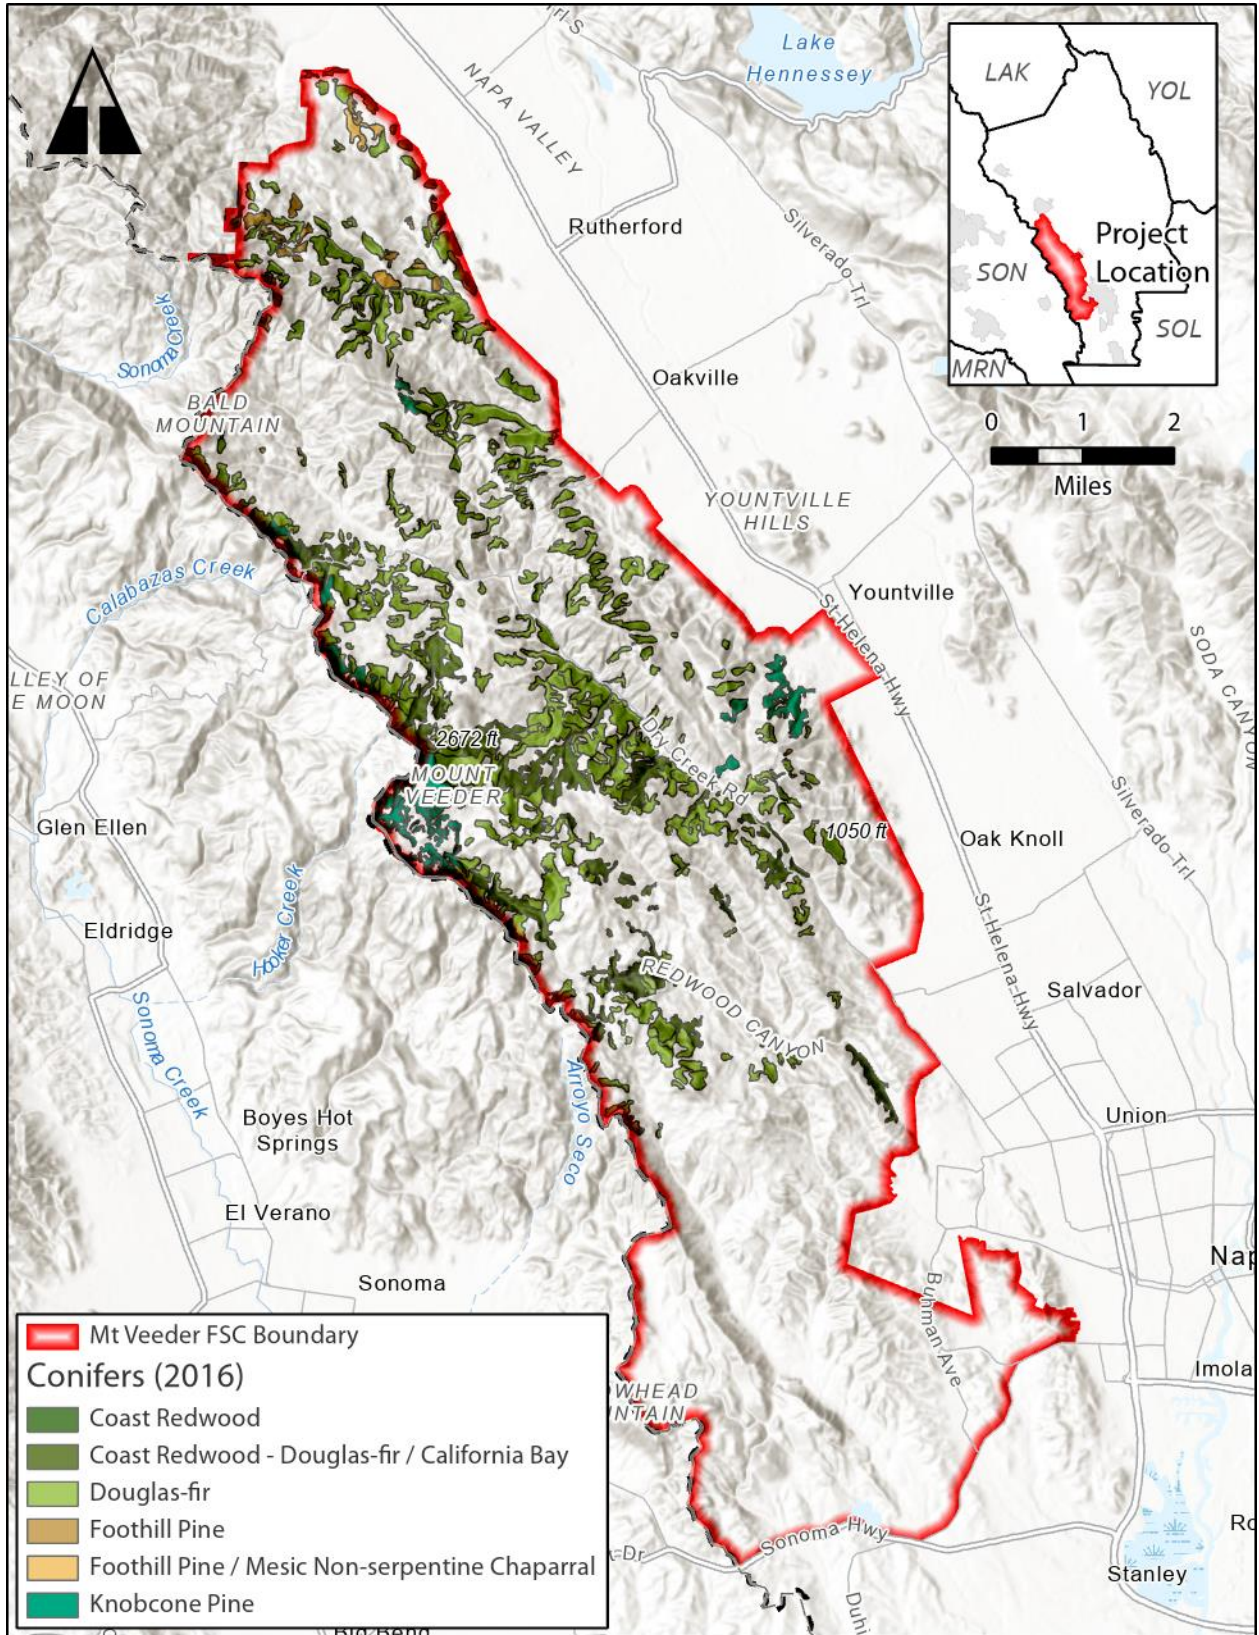 Trl S
Lake
Hennessey
NAPA VALLEY
Rutherford
Silverado Trl
LAK
YOL
Project
Location
SON
SOL
MRN
0 1 2
Miles
Sonoma Creek
BALD
MOUNTAIN
Oakville
YOUNTVILLE
HILLS
Calabazas Creek
Yountville
St Helena Hwy
SODA CANYON
LLEY OF
E MOON
2672 ft
MOUNT
VEEDER
Dry Creek Rd
1050 ft
Silverado Trl
Glen Ellen
Oak Knoll
Eldridge
Hooker Creek
St Helena Hwy
REDWOOD CANYON
Salvador
Sonoma Creek
Arroyo Seco
Boyes Hot
Springs
Union
El Verano
Nap
Sonoma
Buhman Ave
Imola
WHEAD
NTAIN
Mt Veeder FSC Boundary
Conifers (2016)
Coast Redwood
Coast Redwood - Douglas-fir / California Bay
Douglas-fir
Foothill Pine
Foothill Pine / Mesic Non-serpentine Chaparral
Knobcone Pine
Sonoma Hwy
Dr
Duhi
Stanley
Ro